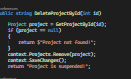 public string DeleteProjectById(int id)
{
Project project = GetProjectById(id);
if (project == null)
{
return $"Project not found!";
}
context.Projects.Remove(project);
context.SaveChanges();
return "Project is suspended!";